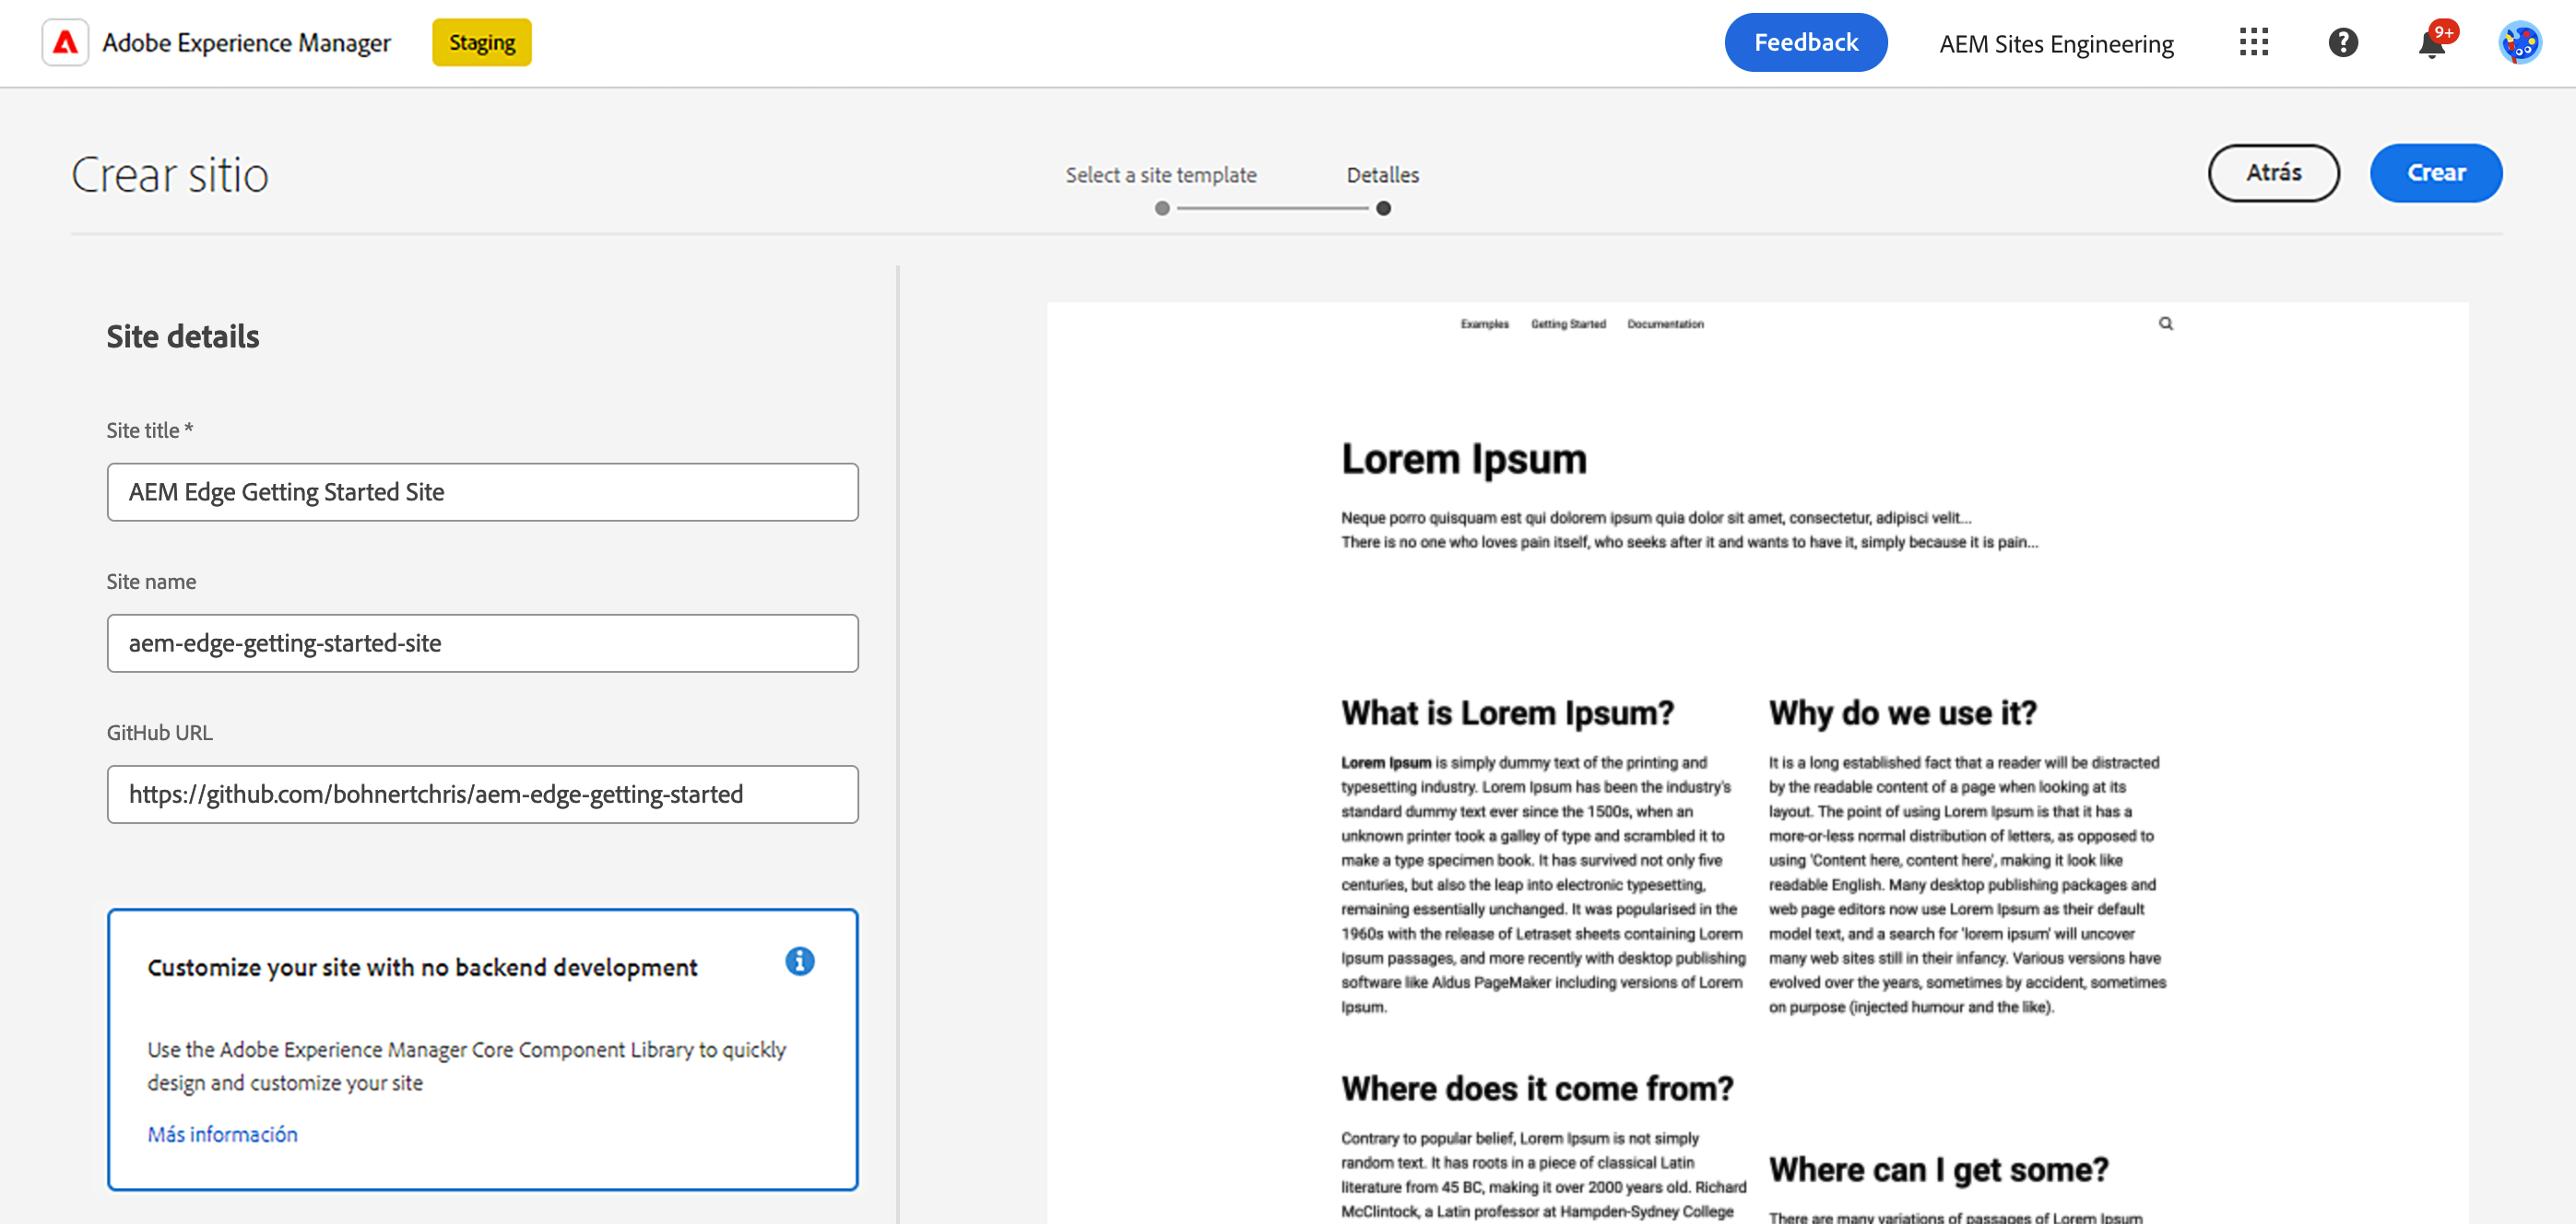 Adobe Experience Manager
Staging
Feedback
AEM Sites Engineering
9+
Crear sitio
Select a site template
Detalles
Atrás
Crear
Site details
Site title *
AEM Edge Getting Started Site
Site name
aem-edge-getting-started-site
GitHub URL
https://github.com/bohnertchris/aem-edge-getting-started
Customize your site with no backend development
Use the Adobe Experience Manager Core Component Library to quickly
design and customize your site
Más información
Examples
Getting Started
Documentation
Lorem Ipsum
Neque porro quisquam est qui dolorem ipsum quia dolor sit amet, consectetur, adipisci velit...
There is no one who loves pain itself, who seeks after it and wants to have it, simply because it is pain...
What is Lorem Ipsum?
Lorem Ipsum is simply dummy text of the printing and
typesetting industry. Lorem Ipsum has been the industry's
standard dummy text ever since the 1500s, when an
unknown printer took a galley of type and scrambled it to
make a type specimen book. It has survived not only five
centuries, but also the leap into electronic typesetting,
remaining essentially unchanged. It was popularised in the
1960s with the release of Letraset sheets containing Lorem
Ipsum passages, and more recently with desktop publishing
software like Aldus PageMaker including versions of Lorem
Ipsum.
Why do we use it?
It is a long established fact that a reader will be distracted
by the readable content of a page when looking at its
layout. The point of using Lorem Ipsum is that it has a
more-or-less normal distribution of letters, as opposed to
using 'Content here, content here', making it look like
readable English. Many desktop publishing packages and
web page editors now use Lorem Ipsum as their default
model text, and a search for 'lorem ipsum' will uncover
many web sites still in their infancy. Various versions have
evolved over the years, sometimes by accident, sometimes
on purpose (injected humour and the like).
Where does it come from?
Contrary to popular belief, Lorem Ipsum is not simply
random text. It has roots in a piece of classical Latin
literature from 45 BC, making it over 2000 years old. Richard
McClintock, a Latin professor at Hampden-Sydney College
Where can I get some?
There are many variations of passages of Lorem Ipsum